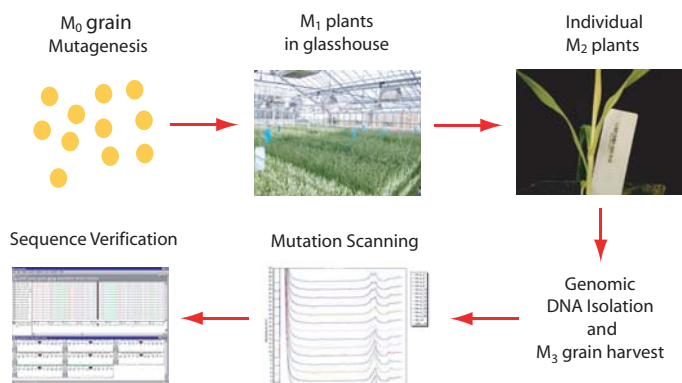 M₀ grain
Mutagenesis
M₁ plants
in glasshouse
Individual
M₂ plants
Genomic
DNA Isolation
and
M₃ grain harvest
Mutation Scanning
Sequence Verification